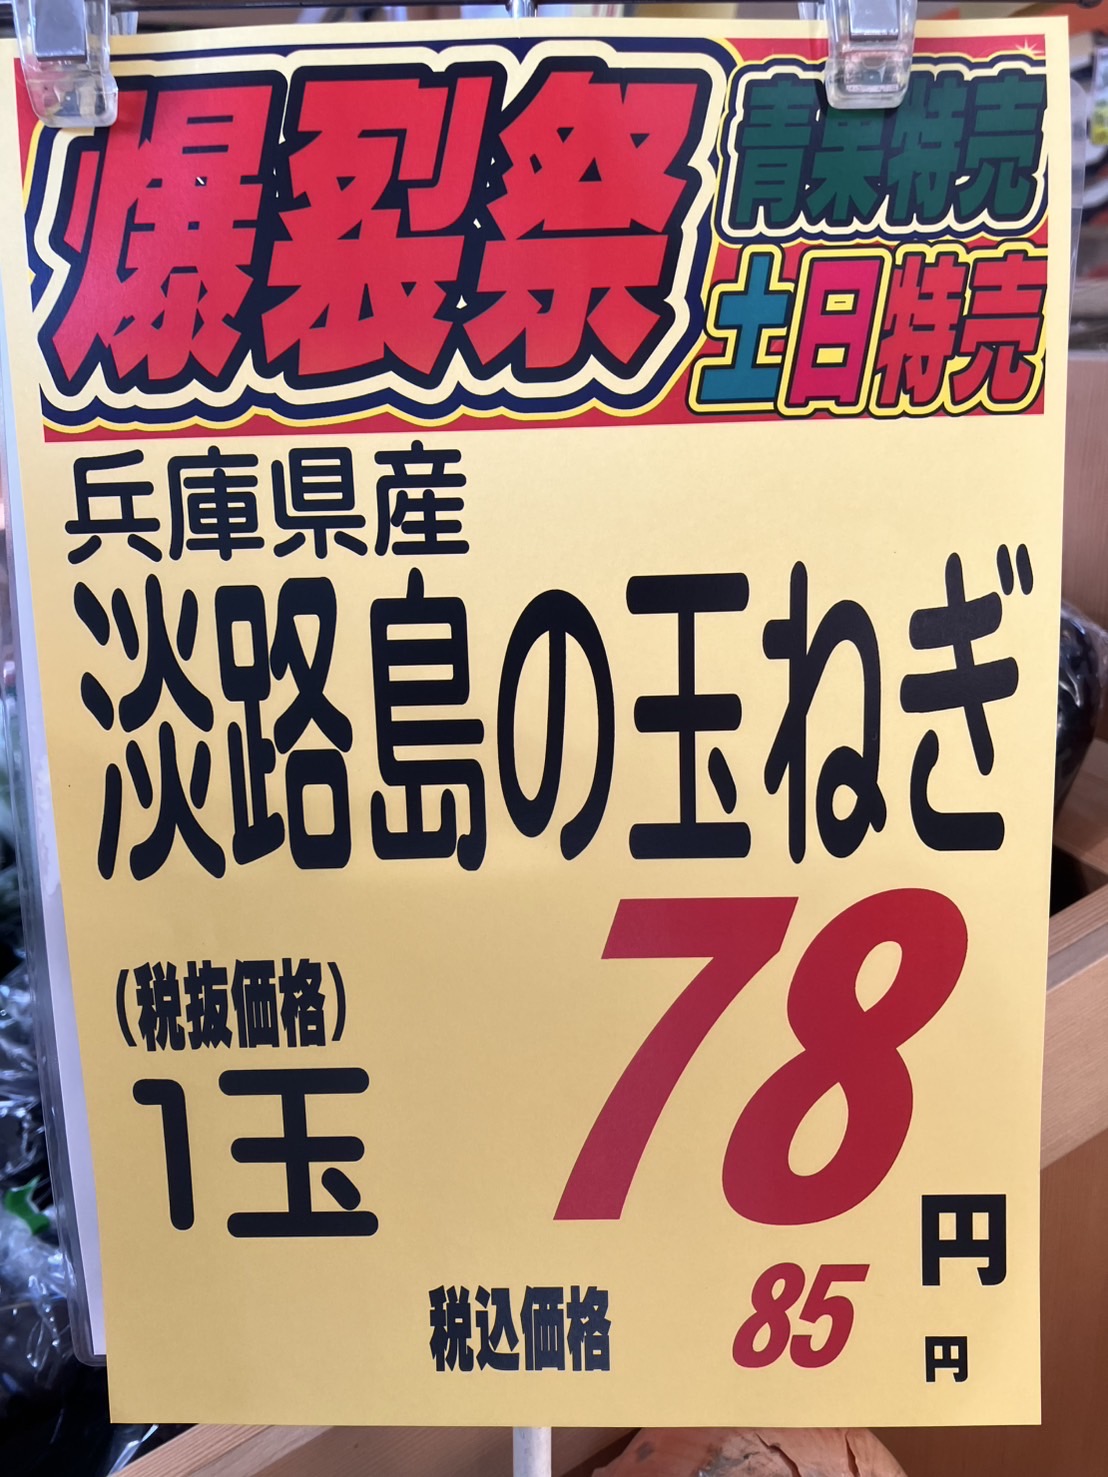 爆裂祭
青果特売
土日特売
兵庫県産
淡路島の玉ねぎ
(税抜価格)
1玉
78円
税込価格 85円